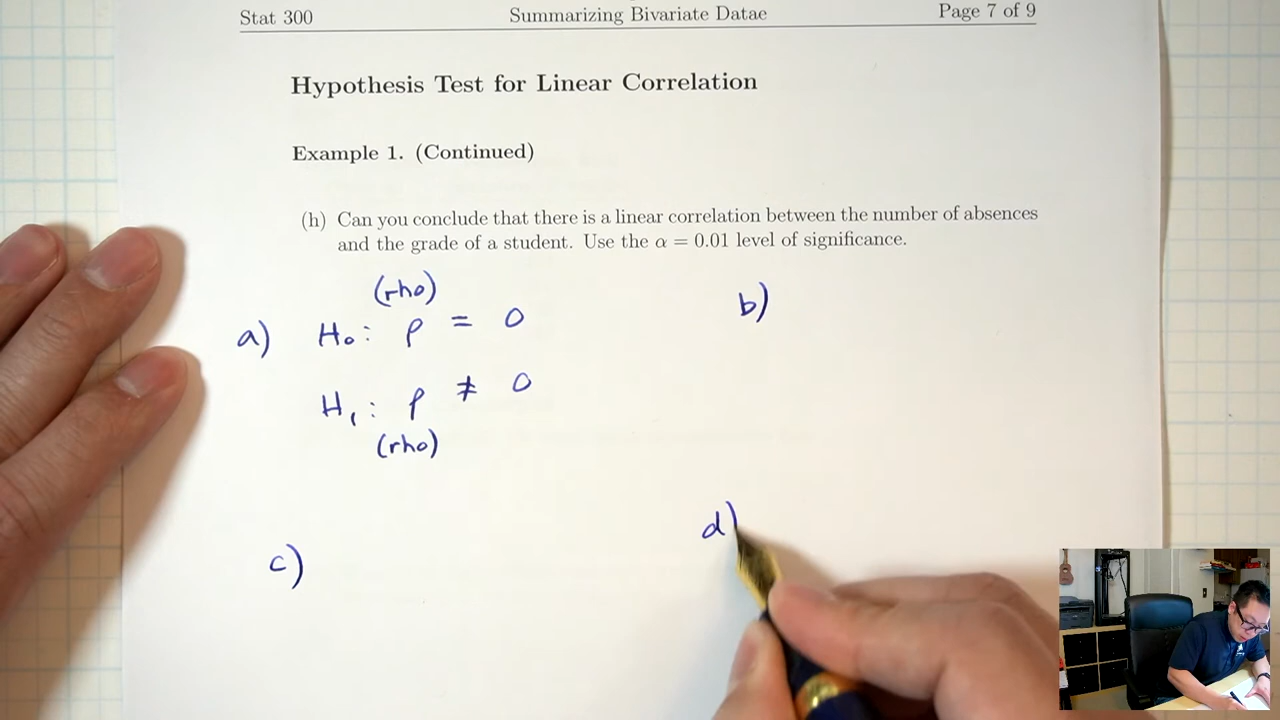 Stat 300 Summarizing Bivariate Datae Page 7 of 9
Hypothesis Test for Linear Correlation
Example 1. (Continued)
(h) Can you conclude that there is a linear correlation between the number of absences
and the grade of a student. Use the α = 0.01 level of significance.
(rho)
a) H₀: ρ = 0
b)
H₁: ρ ≠ 0
(rho)
c)
d)